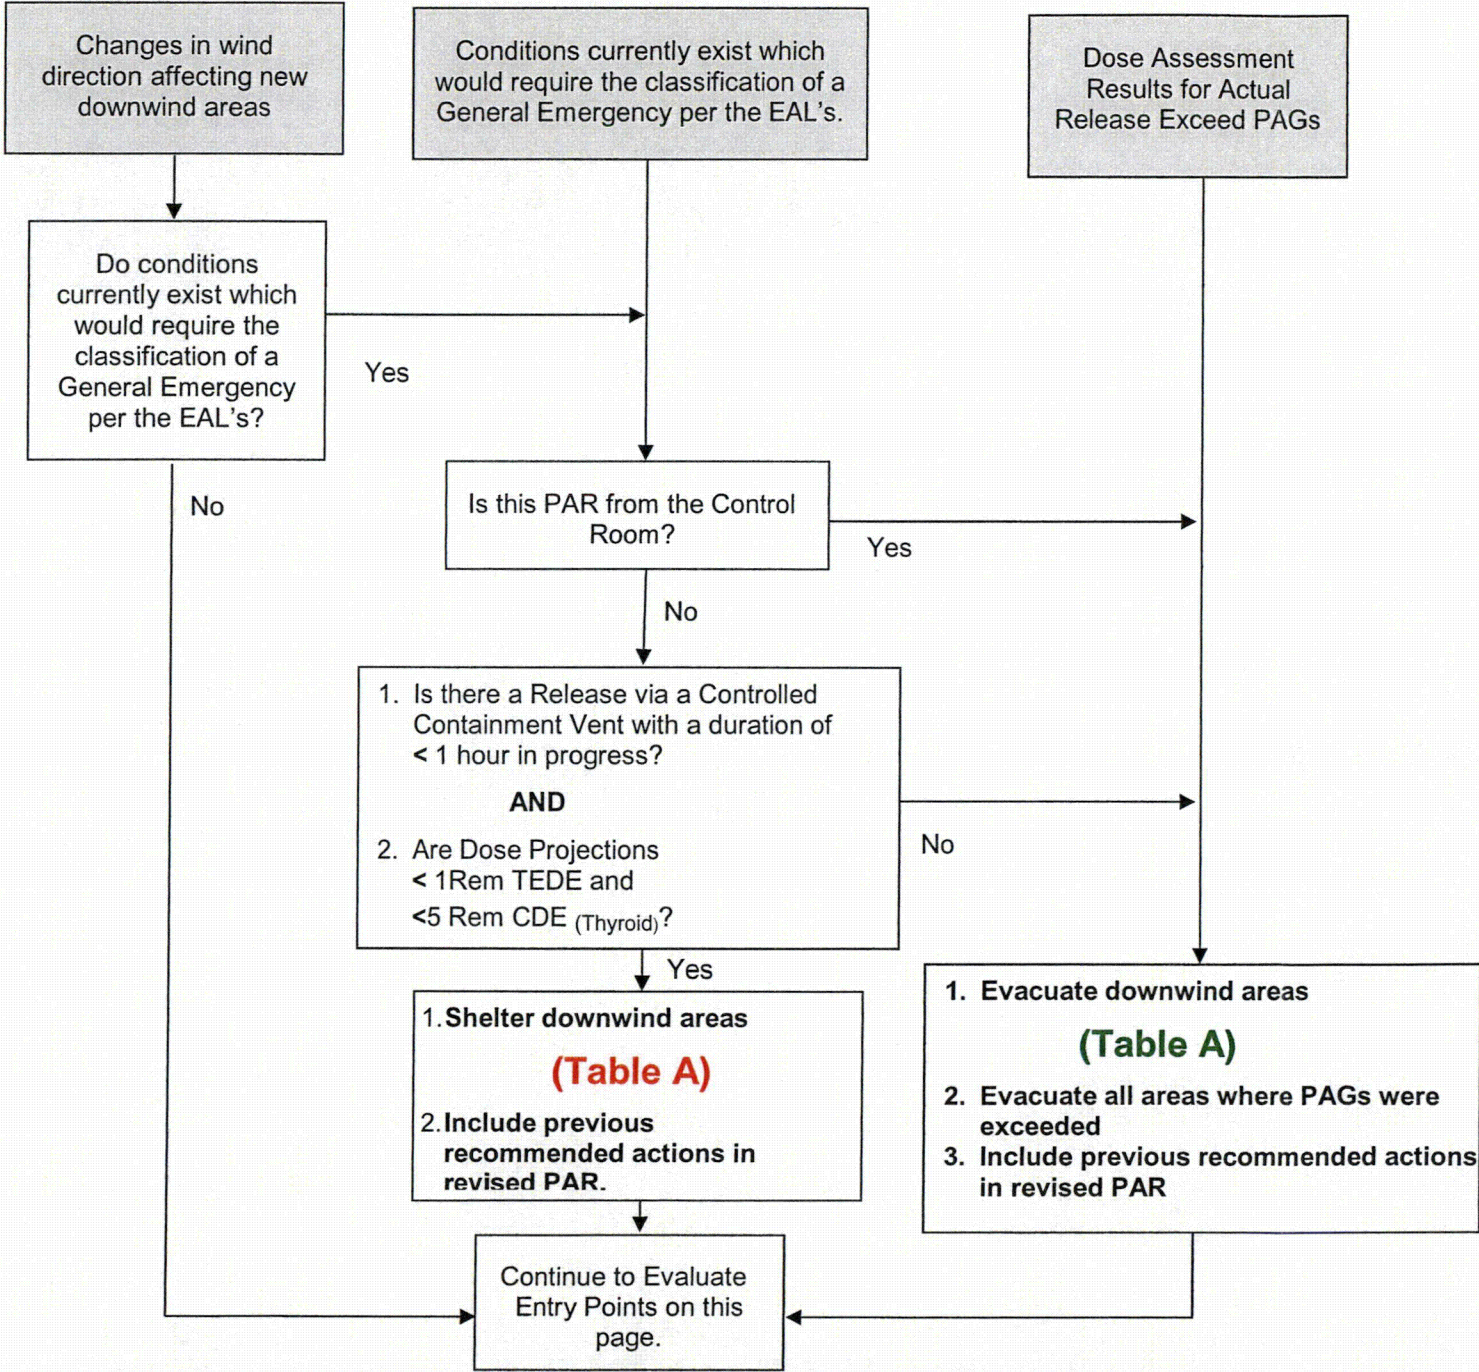 Changes in wind
direction affecting new
downwind areas
Conditions currently exist which
would require the classification of a
General Emergency per the EAL's.
Dose Assessment
Results for Actual
Release Exceed PAGs
Do conditions
currently exist which
would require the
classification of a
General Emergency
per the EAL's?
Yes
No
Is this PAR from the Control
Room?
Yes
No
1. Is there a Release via a Controlled
Containment Vent with a duration of
< 1 hour in progress?
AND
2. Are Dose Projections
< 1Rem TEDE and
<5 Rem CDE (Thyroid)?
No
Yes
1. Shelter downwind areas
(Table A)
2. Include previous
recommended actions in
revised PAR.
1. Evacuate downwind areas
(Table A)
2. Evacuate all areas where PAGs were
exceeded
3. Include previous recommended actions
in revised PAR
Continue to Evaluate
Entry Points on this
page.